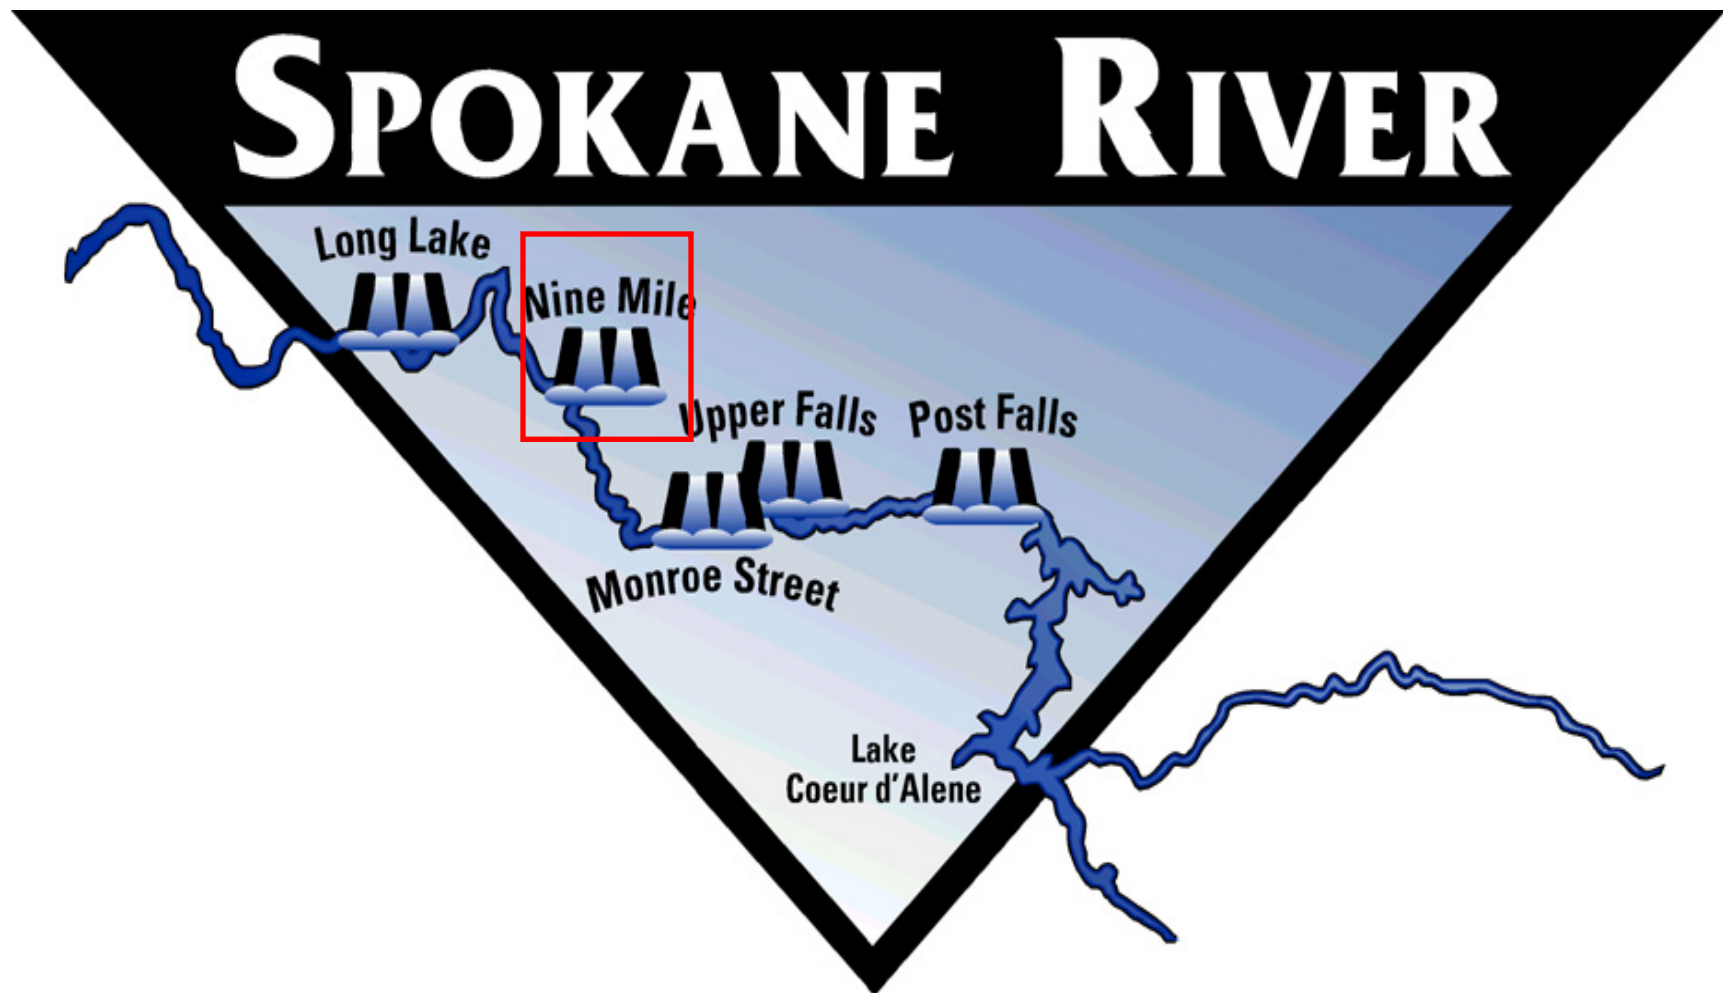 SPOKANE RIVER
Long Lake
Nine Mile
Upper Falls
Post Falls
Monroe Street
Lake
Coeur d'Alene